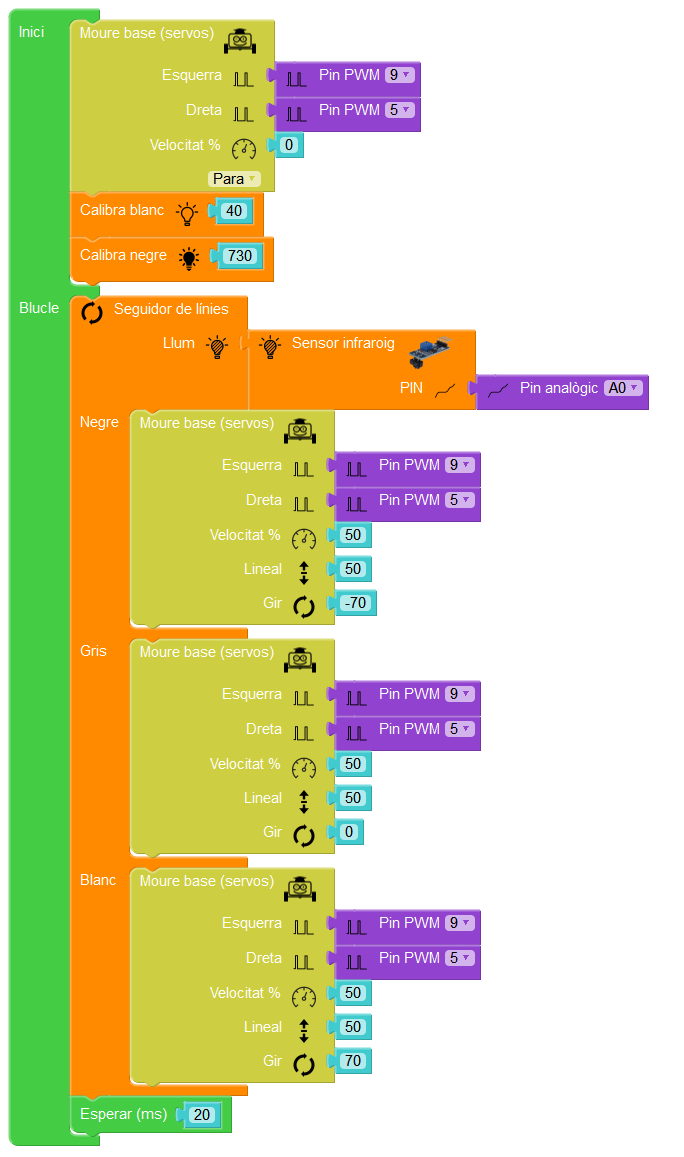 Inici
Moure base (servos)
Esquerra Pin PWM 9
Dreta Pin PWM 5
Velocitat % 0
Para
Calibra blanc 40
Calibra negre 730
Blucle
Seguidor de línies
Llum Sensor infraroig
PIN Pin analògic A0
Negre Moure base (servos)
Esquerra Pin PWM 9
Dreta Pin PWM 5
Velocitat % 50
Lineal 50
Gir -70
Gris Moure base (servos)
Esquerra Pin PWM 9
Dreta Pin PWM 5
Velocitat % 50
Lineal 50
Gir 0
Blanc Moure base (servos)
Esquerra Pin PWM 9
Dreta Pin PWM 5
Velocitat % 50
Lineal 50
Gir 70
Esperar (ms) 20